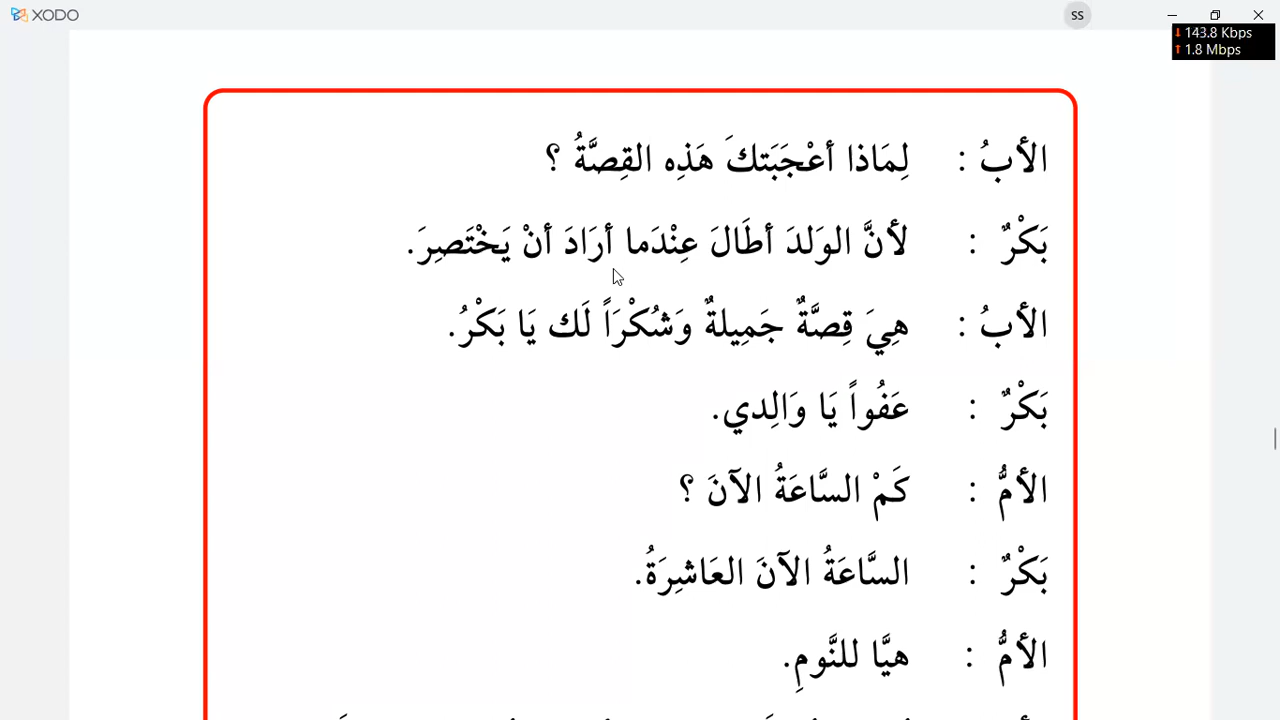 XODO
SS
143.8 Kbps
1.8 Mbps
الأبُ : لِمَاذا أعْجَبَتكَ هَذِه القِصَّةُ ؟
بَكْرٌ : لأنَّ الوَلدَ أطَالَ عِنْدَما أرَادَ أنْ يَخْتَصِرَ.
الأبُ : هِيَ قِصَّةٌ جَمِيلةٌ وَشُكْرَاً لَك يَا بَكْرُ.
بَكْرٌ : عَفُواً يَا وَالِدي.
الأمُّ : كَمْ السَّاعَةُ الآنَ ؟
بَكْرٌ : السَّاعَةُ الآنَ العَاشِرَةُ.
الأمُّ : هيَّا للنَّومِ.